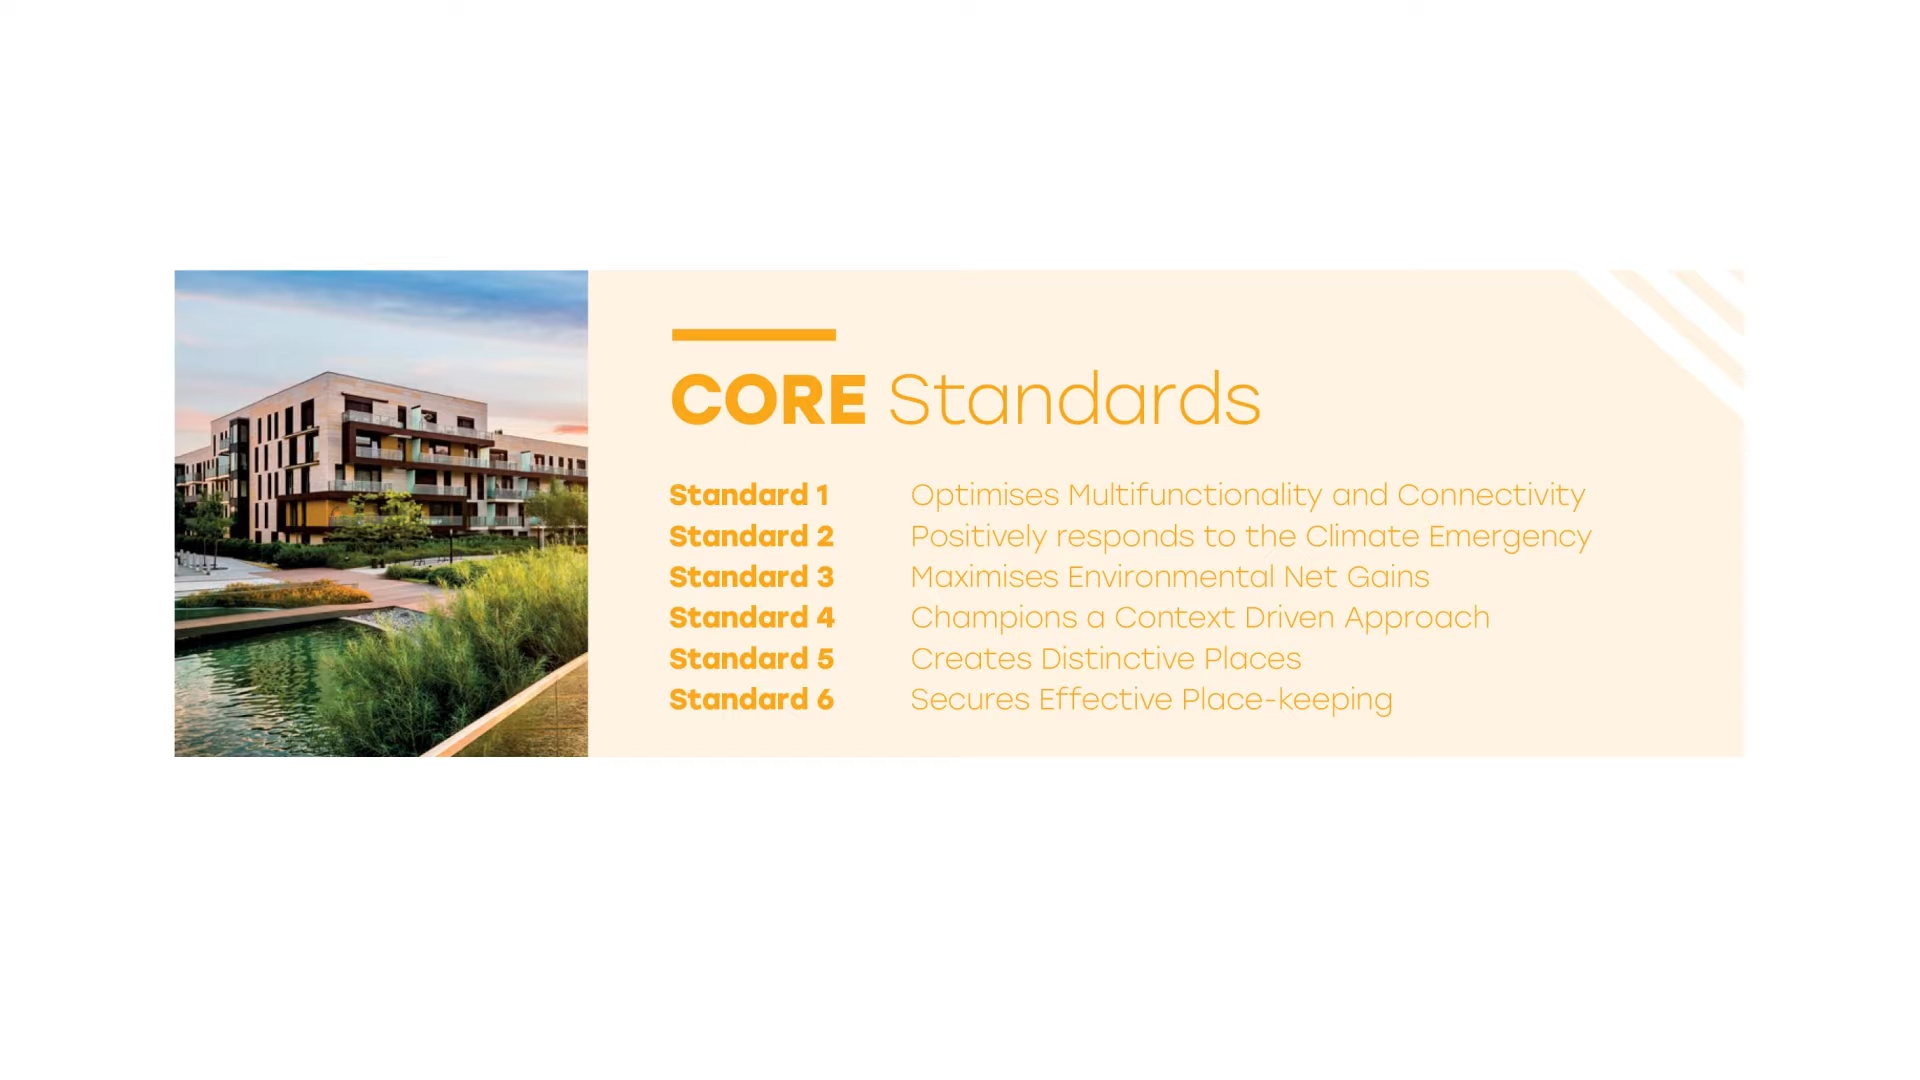 CORE Standards
Standard 1 Optimises Multifunctionality and Connectivity
Standard 2 Positively responds to the Climate Emergency
Standard 3 Maximises Environmental Net Gains
Standard 4 Champions a Context Driven Approach
Standard 5 Creates Distinctive Places
Standard 6 Secures Effective Place-keeping